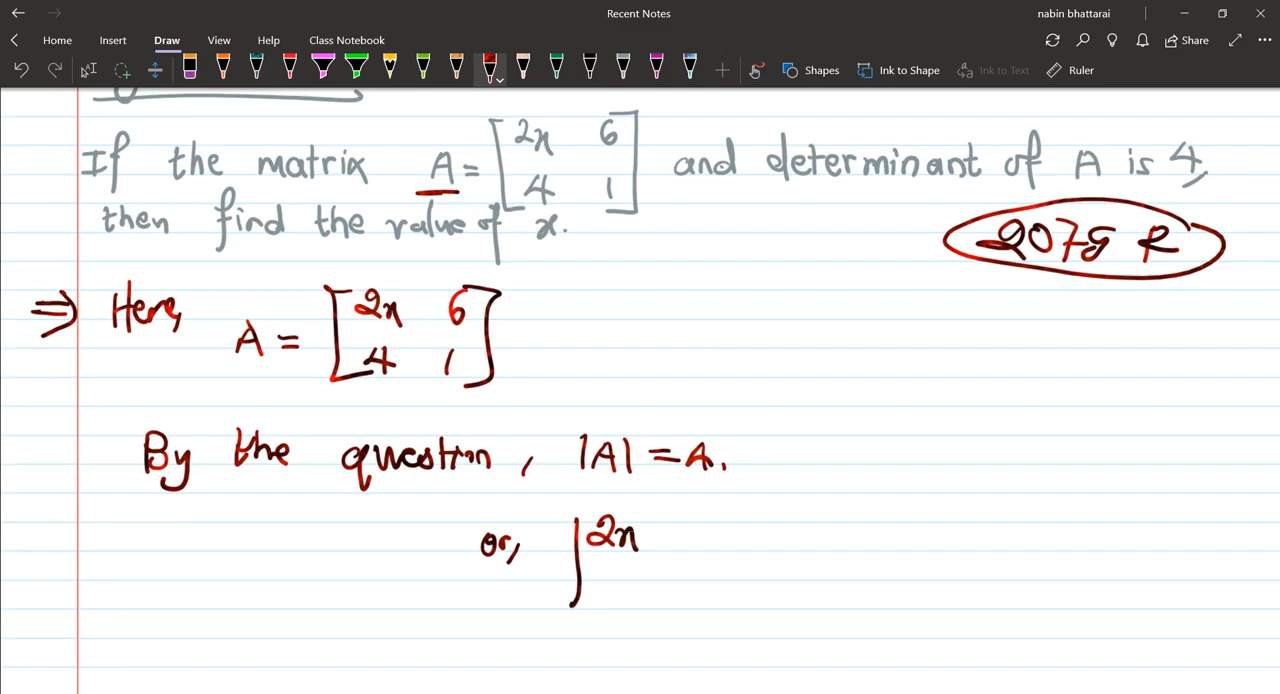 Recent Notes
nabin bhattarai
Home Insert Draw View Help Class Notebook
Share
Shapes Ink to Shape Ink to Text Ruler
If the matrix A = [2x 6
4 1] and determinant of A is 4,
then find the value of x.
2075 R
⇒ Here, A = [2x 6
4 1]
By the question, |A| = 4.
or, |2x